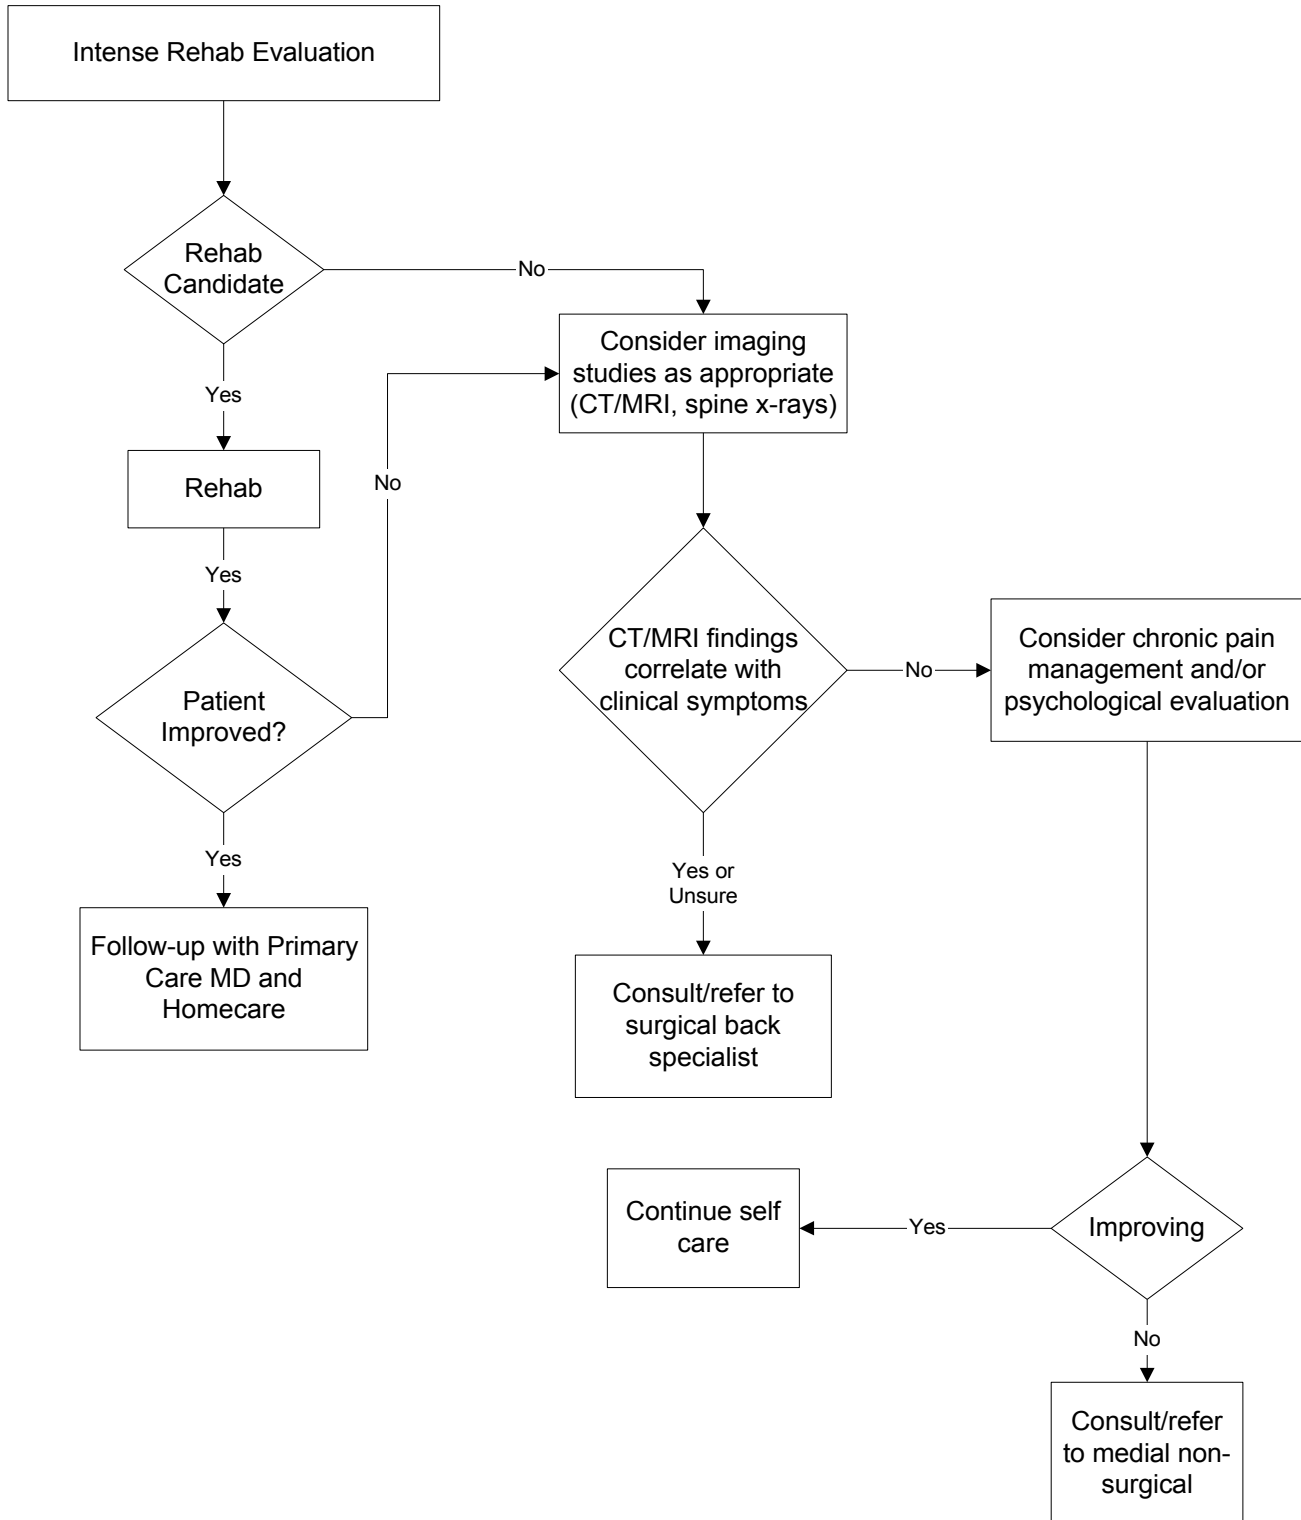 Intense Rehab Evaluation
Rehab
Candidate
No
Consider imaging
studies as appropriate
(CT/MRI, spine x-rays)
Yes
Rehab
No
Yes
CT/MRI findings
correlate with
clinical symptoms
No
Consider chronic pain
management and/or
psychological evaluation
Patient
Improved?
Yes
Yes or
Unsure
Follow-up with Primary
Care MD and
Homecare
Consult/refer to
surgical back
specialist
Continue self
care
Yes
Improving
No
Consult/refer
to medial non-
surgical